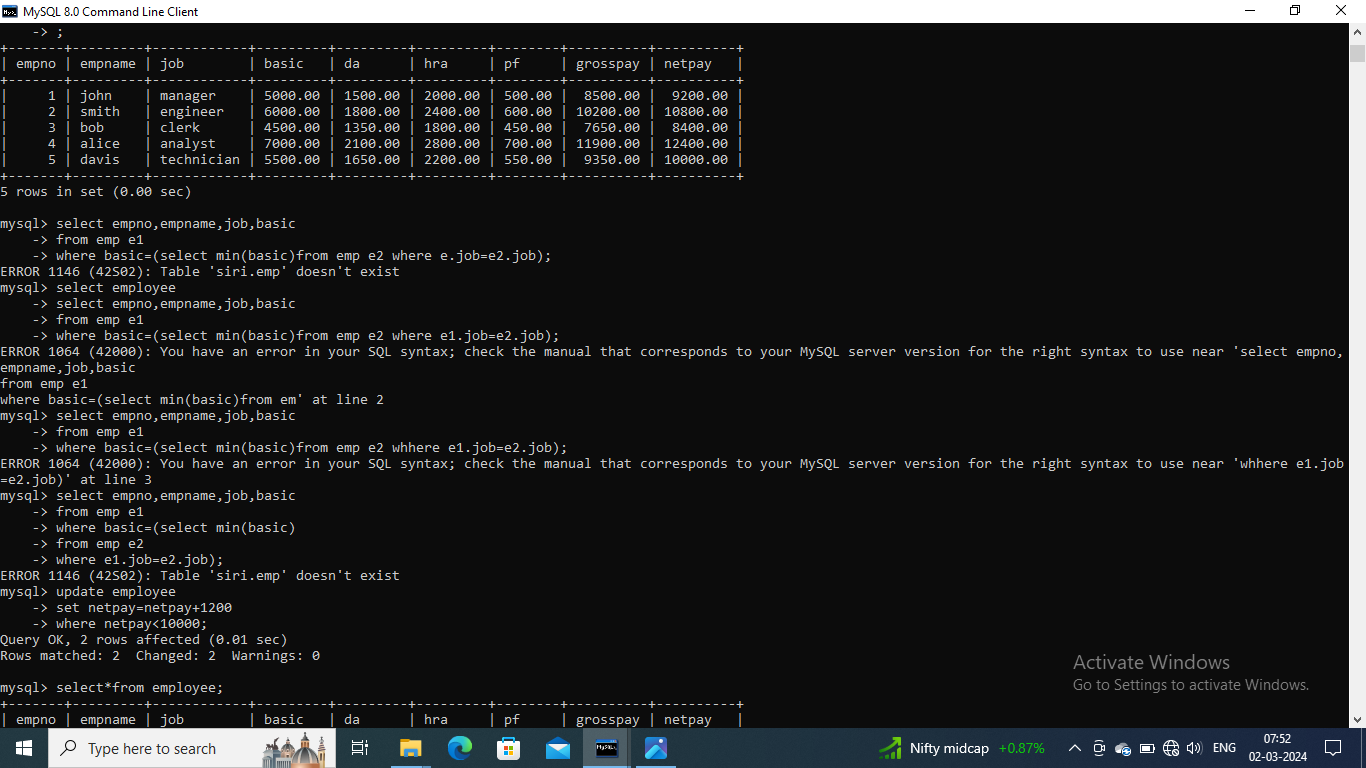 MySQL 8.0 Command Line Client
    -> ;
+-------+---------+------------+---------+---------+---------+--------+----------+----------+
| empno | empname | job        | basic   | da      | hra     | pf     | grosspay | netpay   |
+-------+---------+------------+---------+---------+---------+--------+----------+----------+
|     1 | john    | manager    | 5000.00 | 1500.00 | 2000.00 | 500.00 |  8500.00 |  9200.00 |
|     2 | smith   | engineer   | 6000.00 | 1800.00 | 2400.00 | 600.00 | 10200.00 | 10800.00 |
|     3 | bob     | clerk      | 4500.00 | 1350.00 | 1800.00 | 450.00 |  7650.00 |  8400.00 |
|     4 | alice   | analyst    | 7000.00 | 2100.00 | 2800.00 | 700.00 | 11900.00 | 12400.00 |
|     5 | davis   | technician | 5500.00 | 1650.00 | 2200.00 | 550.00 |  9350.00 | 10000.00 |
+-------+---------+------------+---------+---------+---------+--------+----------+----------+
5 rows in set (0.00 sec)
mysql> select empno,empname,job,basic
    -> from emp e1
    -> where basic=(select min(basic)from emp e2 where e.job=e2.job);
ERROR 1146 (42S02): Table 'siri.emp' doesn't exist
mysql> select employee
    -> select empno,empname,job,basic
    -> from emp e1
    -> where basic=(select min(basic)from emp e2 where e1.job=e2.job);
ERROR 1064 (42000): You have an error in your SQL syntax; check the manual that corresponds to your MySQL server version for the right syntax to use near 'select empno,
empname,job,basic
from emp e1
where basic=(select min(basic)from em' at line 2
mysql> select empno,empname,job,basic
    -> from emp e1
    -> where basic=(select min(basic)from emp e2 whhere e1.job=e2.job);
ERROR 1064 (42000): You have an error in your SQL syntax; check the manual that corresponds to your MySQL server version for the right syntax to use near 'whhere e1.job
=e2.job)' at line 3
mysql> select empno,empname,job,basic
    -> from emp e1
    -> where basic=(select min(basic)
    -> from emp e2
    -> where e1.job=e2.job);
ERROR 1146 (42S02): Table 'siri.emp' doesn't exist
mysql> update employee
    -> set netpay=netpay+1200
    -> where netpay<10000;
Query OK, 2 rows affected (0.01 sec)
Rows matched: 2  Changed: 2  Warnings: 0
mysql> select*from employee;
+-------+---------+------------+---------+---------+---------+--------+----------+----------+
| empno | empname | job        | basic   | da      | hra     | pf     | grosspay | netpay   |
Activate Windows
Go to Settings to activate Windows.
Type here to search
MySQL
Nifty midcap +0.87%
ENG
07:52
02-03-2024